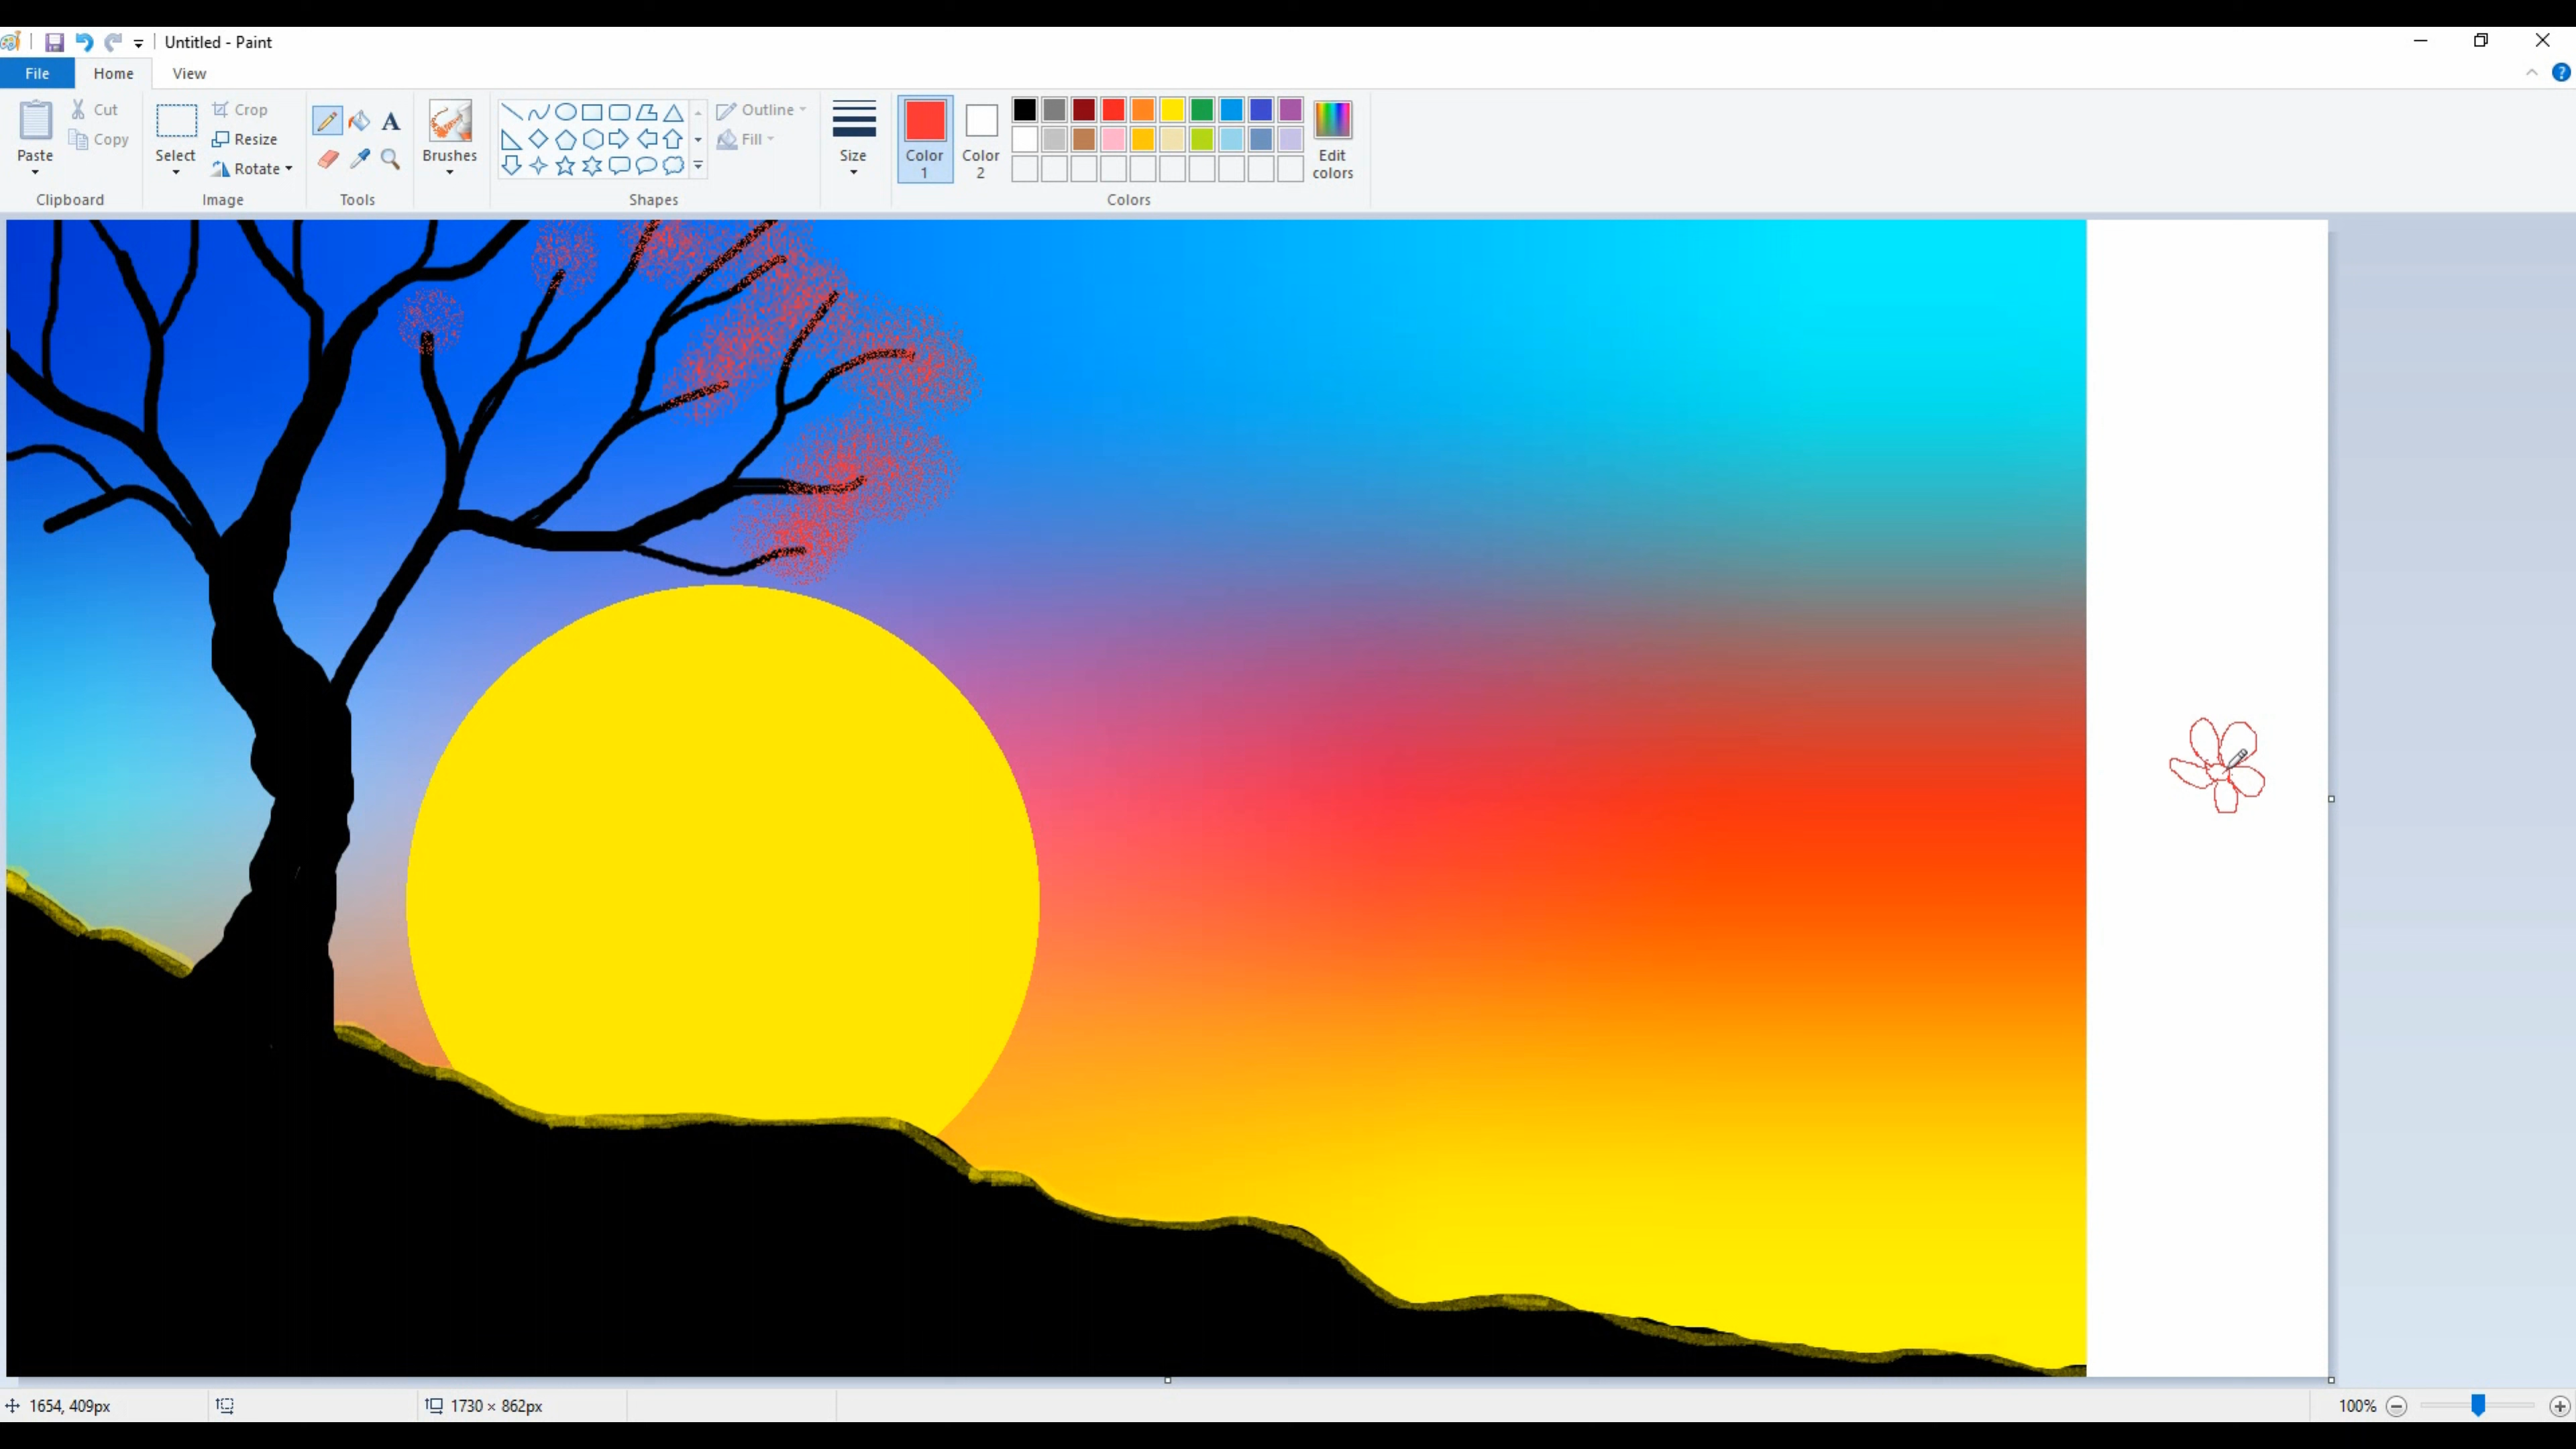 Untitled - Paint
File Home View
Paste Cut Copy Clipboard
Select Crop Resize Rotate Image
A Tools
Brushes
Outline Fill Shapes
Size
Color 1 Color 2 Edit colors Colors
1654, 409px 1730 × 862px 100%